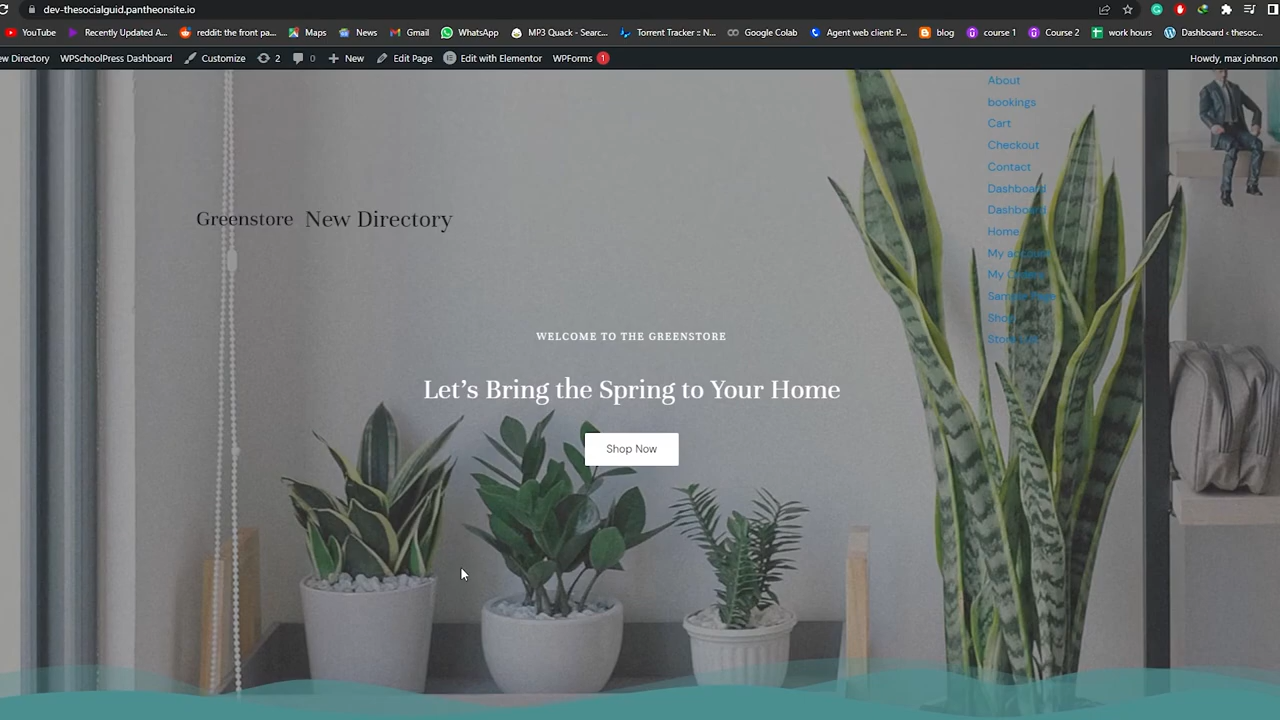 dev-thesocialguid.pantheonsite.io
YouTube Recently Updated A... reddit: the front pa... Maps News Gmail WhatsApp MP3 Quack - Searc... Torrent Tracker :: N... Google Colab Agent web client: P... blog course 1 Course 2 work hours Dashboard ‹ thesoc...
ew Directory WPSchoolPress Dashboard Customize 2 0 New Edit Page Edit with Elementor WPForms 1 Howdy, max johnson
About
bookings
Cart
Checkout
Contact
Dashboard
Dashboard
Home
My account
My
Sample Page
Shop
Greenstore New Directory
WELCOME TO THE GREENSTORE
Let's Bring the Spring to Your Home
Shop Now